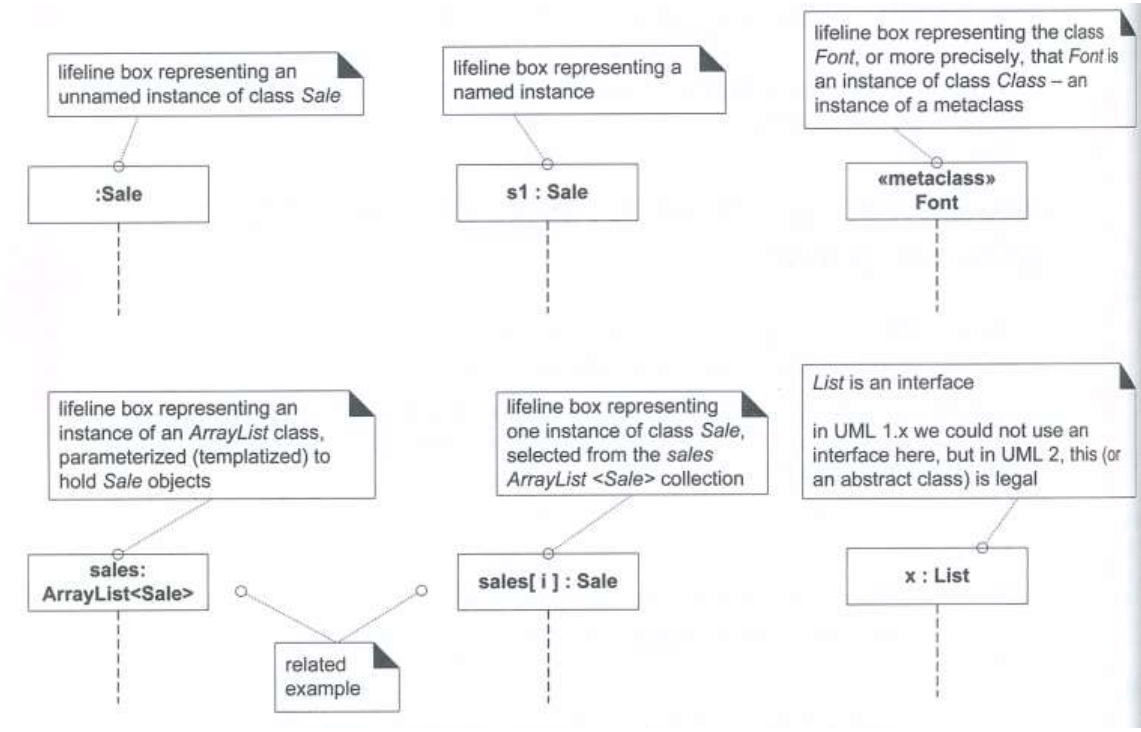 lifeline box representing an
unnamed instance of class Sale
:Sale
lifeline box representing a
named instance
s1 : Sale
lifeline box representing the class
Font, or more precisely, that Font is
an instance of class Class – an
instance of a metaclass
«metaclass»
Font
lifeline box representing an
instance of an ArrayList class,
parameterized (templatized) to
hold Sale objects
sales:
ArrayList<Sale>
related
example
lifeline box representing
one instance of class Sale,
selected from the sales
ArrayList <Sale> collection
sales[ i ] : Sale
List is an interface
in UML 1.x we could not use an
interface here, but in UML 2, this (or
an abstract class) is legal
x : List